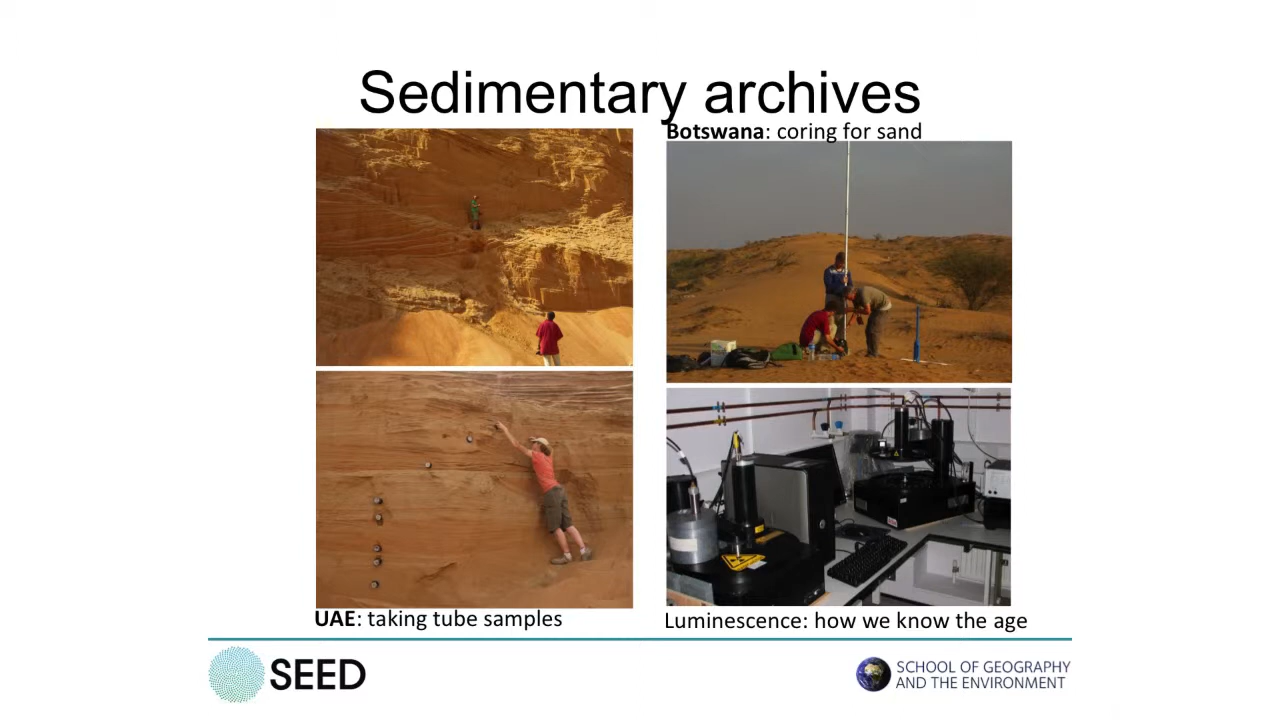 Sedimentary archives
Botswana: coring for sand
UAE: taking tube samples
Luminescence: how we know the age
SEED
SCHOOL OF GEOGRAPHY
AND THE ENVIRONMENT